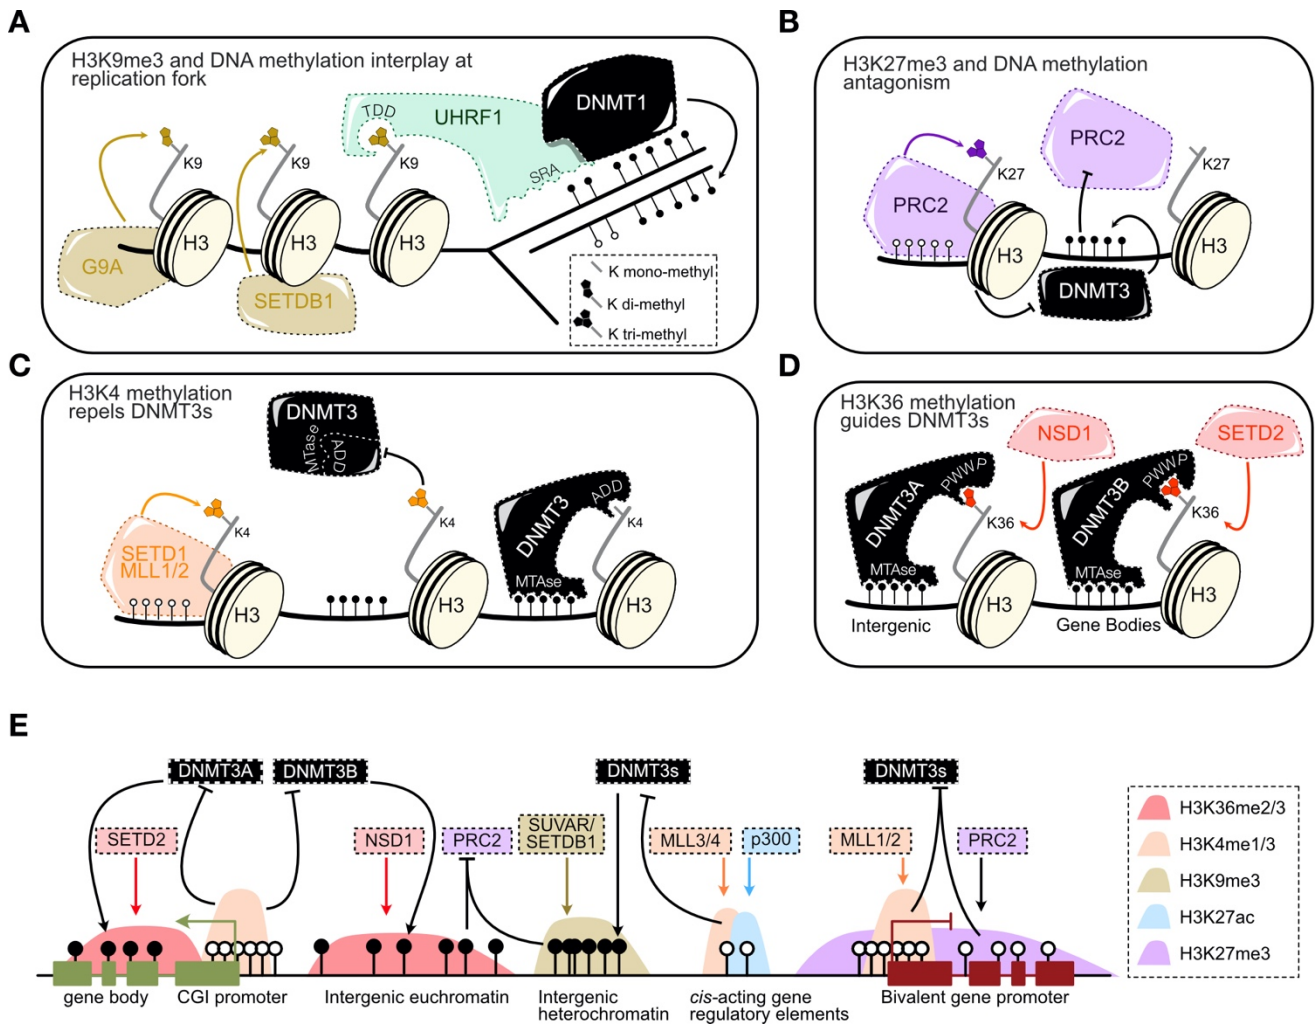 A
H3K9me3 and DNA methylation interplay at
replication fork
TDD
UHRF1
DNMT1
K9
K9
K9
SRA
H3
H3
H3
G9A
SETDB1
K mono-methyl
K di-methyl
K tri-methyl
B
H3K27me3 and DNA methylation
antagonism
PRC2
K27
K27
PRC2
H3
H3
DNMT3
C
H3K4 methylation
repels DNMT3s
DNMT3
MTase
ADD
K4
K4
DNMT3
ADD
K4
SETD1
MLL1/2
MTAse
H3
H3
H3
D
H3K36 methylation
guides DNMT3s
NSD1
SETD2
DNMT3A
PWWP
K36
DNMT3B
PWWP
K36
MTAse
MTAse
H3
H3
Intergenic
Gene Bodies
E
DNMT3A
DNMT3B
DNMT3s
DNMT3s
SETD2
NSD1
PRC2
SUVAR/
SETDB1
MLL3/4
p300
MLL1/2
PRC2
H3K36me2/3
H3K4me1/3
H3K9me3
H3K27ac
H3K27me3
gene body
CGI promoter
Intergenic euchromatin
Intergenic
heterochromatin
cis-acting gene
regulatory elements
Bivalent gene promoter